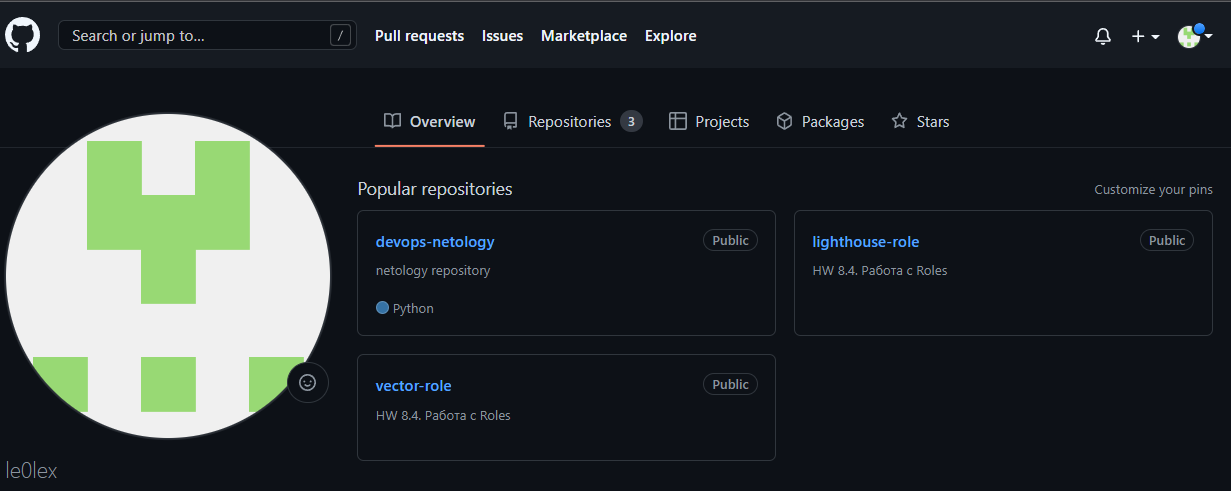 Search or jump to... / Pull requests Issues Marketplace Explore
Overview Repositories 3 Projects Packages Stars
Popular repositories Customize your pins
devops-netology Public
netology repository
Python
lighthouse-role Public
HW 8.4. Работа с Roles
vector-role Public
HW 8.4. Работа с Roles
le0lex